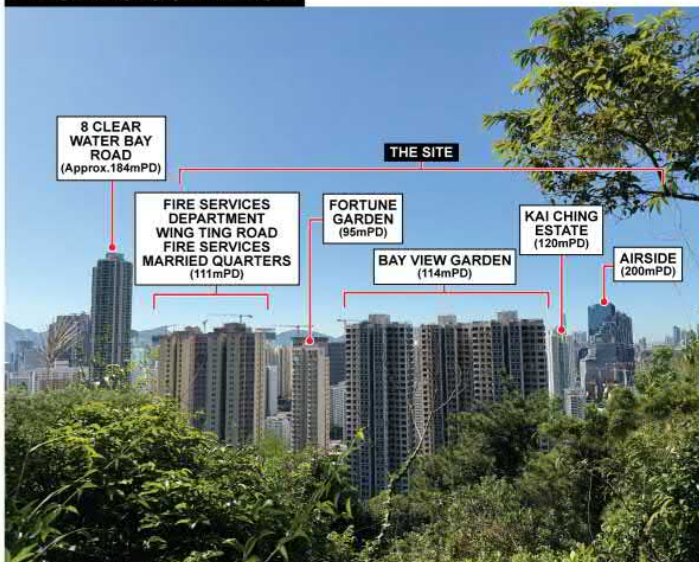 8 CLEAR
WATER BAY
ROAD
(Approx.184mPD)
THE SITE
FIRE SERVICES
DEPARTMENT
WING TING ROAD
FIRE SERVICES
MARRIED QUARTERS
(111mPD)
FORTUNE
GARDEN
(95mPD)
BAY VIEW GARDEN
(114mPD)
KAI CHING
ESTATE
(120mPD)
AIRSIDE
(200mPD)